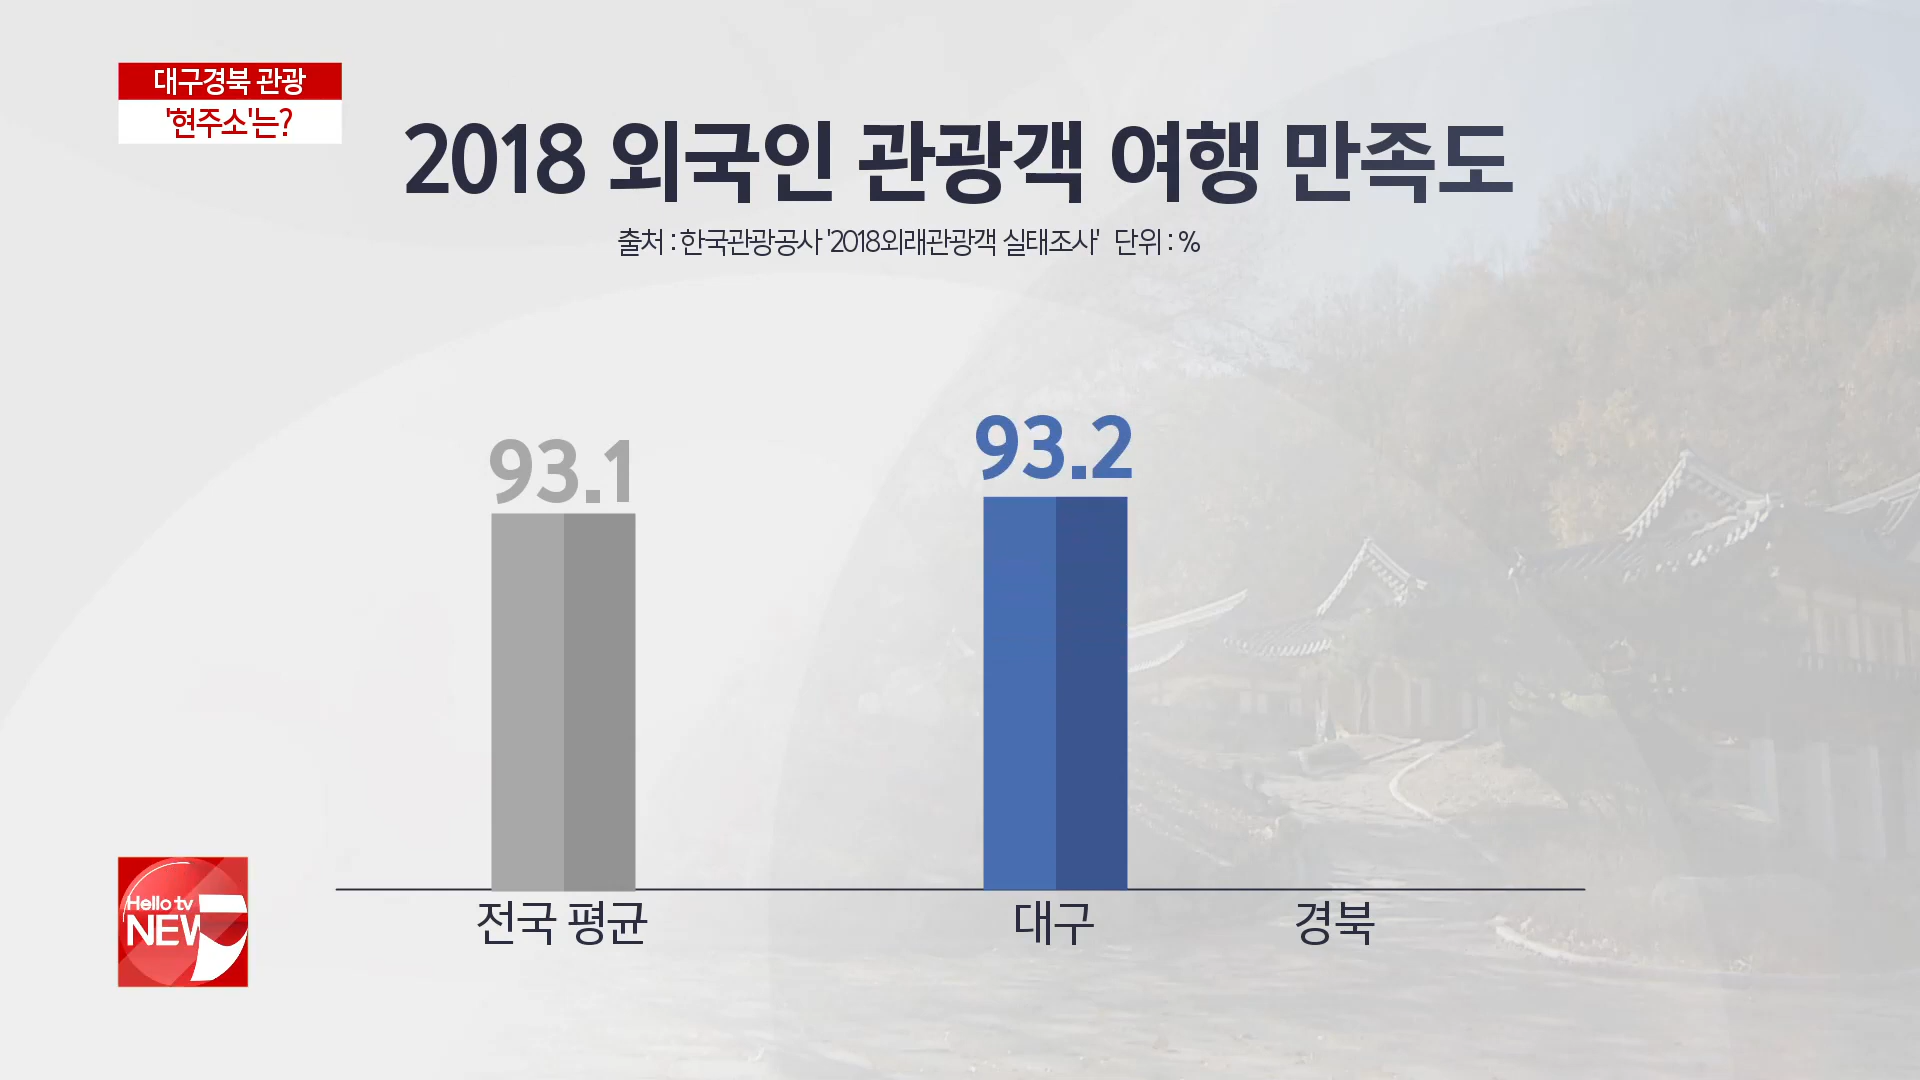 대구경북 관광
'현주소'는?
2018 외국인 관광객 여행 만족도
출처 : 한국관광공사 '2018외래관광객 실태조사' 단위 : %
93.1
93.2
전국 평균
대구
경북
Hello tv
NEW